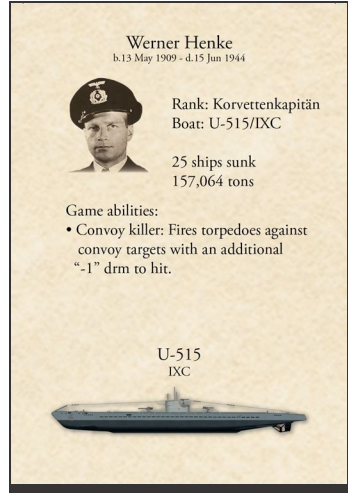 Werner Henke
b.13 May 1909 - d.15 Jun 1944
Rank: Korvettenkapitän
Boat: U-515/IXC
25 ships sunk
157,064 tons
Game abilities:
• Convoy killer: Fires torpedoes against
convoy targets with an additional
“-1” drm to hit.
U-515
IXC